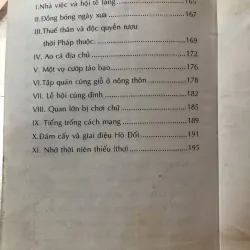 I.Nhà việc và hội tề làng ........ 165
II.Đồng bóng ngày xưa ........ 167
III.Thuế thân và độc quyền rượu
thời Pháp thuộc. ........ 169
IV. Ao cá địa chủ ........ 172
V. Một vụ cướp táo bạo ........ 176
VI.Tập quán cúng giỗ ở nông thôn ........ 178
VII. Lễ hội cúng đình ........ 182
VIII. Quan lớn bị chơi chữ ........ 185
IX. Tiếng trống cách mạng ........ 189
X.Đám cấy và giai điệu Hò Đối ........ 191
XI. Nhớ thời niên thiếu (thơ) ........ 195